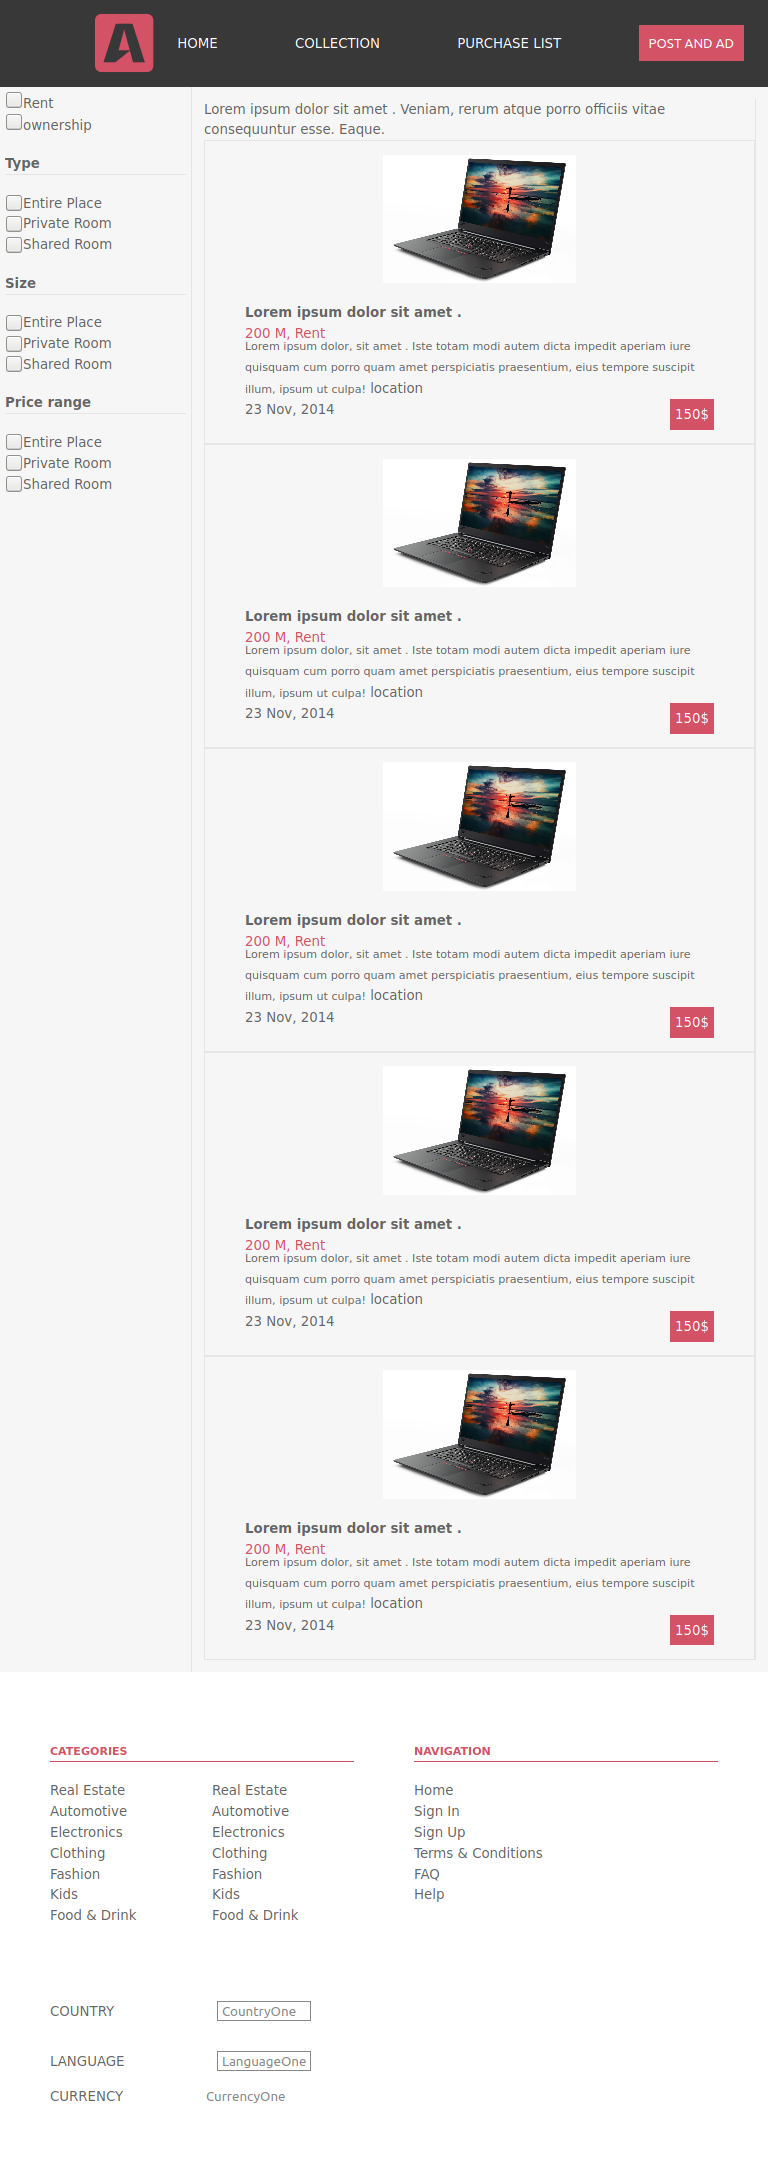 A
HOME
COLLECTION
PURCHASE LIST
POST AND AD
Rent
ownership
Type
Entire Place
Private Room
Shared Room
Size
Entire Place
Private Room
Shared Room
Price range
Entire Place
Private Room
Shared Room
Lorem ipsum dolor sit amet . Veniam, rerum atque porro officiis vitae
consequuntur esse. Eaque.
Lorem ipsum dolor sit amet .
200 M, Rent
Lorem ipsum dolor, sit amet . Iste totam modi autem dicta impedit aperiam iure
quisquam cum porro quam amet perspiciatis praesentium, eius tempore suscipit
illum, ipsum ut culpa! location
23 Nov, 2014
150$
Lorem ipsum dolor sit amet .
200 M, Rent
Lorem ipsum dolor, sit amet . Iste totam modi autem dicta impedit aperiam iure
quisquam cum porro quam amet perspiciatis praesentium, eius tempore suscipit
illum, ipsum ut culpa! location
23 Nov, 2014
150$
Lorem ipsum dolor sit amet .
200 M, Rent
Lorem ipsum dolor, sit amet . Iste totam modi autem dicta impedit aperiam iure
quisquam cum porro quam amet perspiciatis praesentium, eius tempore suscipit
illum, ipsum ut culpa! location
23 Nov, 2014
150$
Lorem ipsum dolor sit amet .
200 M, Rent
Lorem ipsum dolor, sit amet . Iste totam modi autem dicta impedit aperiam iure
quisquam cum porro quam amet perspiciatis praesentium, eius tempore suscipit
illum, ipsum ut culpa! location
23 Nov, 2014
150$
Lorem ipsum dolor sit amet .
200 M, Rent
Lorem ipsum dolor, sit amet . Iste totam modi autem dicta impedit aperiam iure
quisquam cum porro quam amet perspiciatis praesentium, eius tempore suscipit
illum, ipsum ut culpa! location
23 Nov, 2014
150$
CATEGORIES
Real Estate
Automotive
Electronics
Clothing
Fashion
Kids
Food & Drink
Real Estate
Automotive
Electronics
Clothing
Fashion
Kids
Food & Drink
NAVIGATION
Home
Sign In
Sign Up
Terms & Conditions
FAQ
Help
COUNTRY
CountryOne
LANGUAGE
LanguageOne
CURRENCY
CurrencyOne